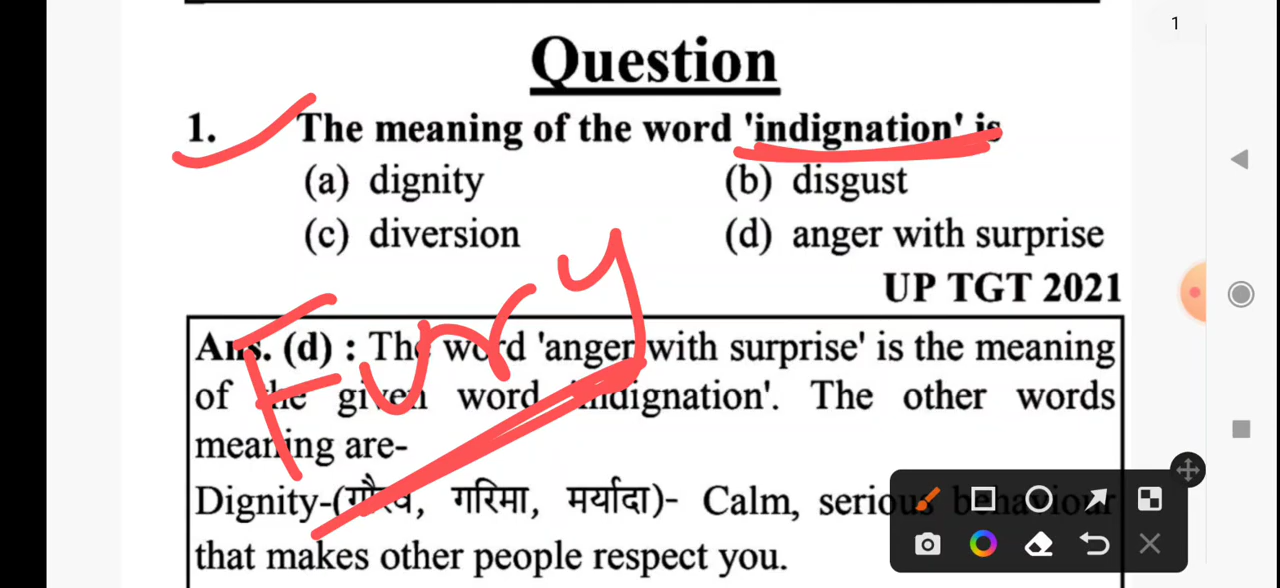 1
Question
1. The meaning of the word 'indignation' is
(a) dignity (b) disgust
(c) diversion (d) anger with surprise
UP TGT 2021
Fury
Ans. (d) : The word 'anger with surprise' is the meaning
of the given word 'indignation'. The other words
meaning are-
Dignity-(गौरव, गरिमा, मर्यादा)- Calm, serious behaviour
that makes other people respect you.